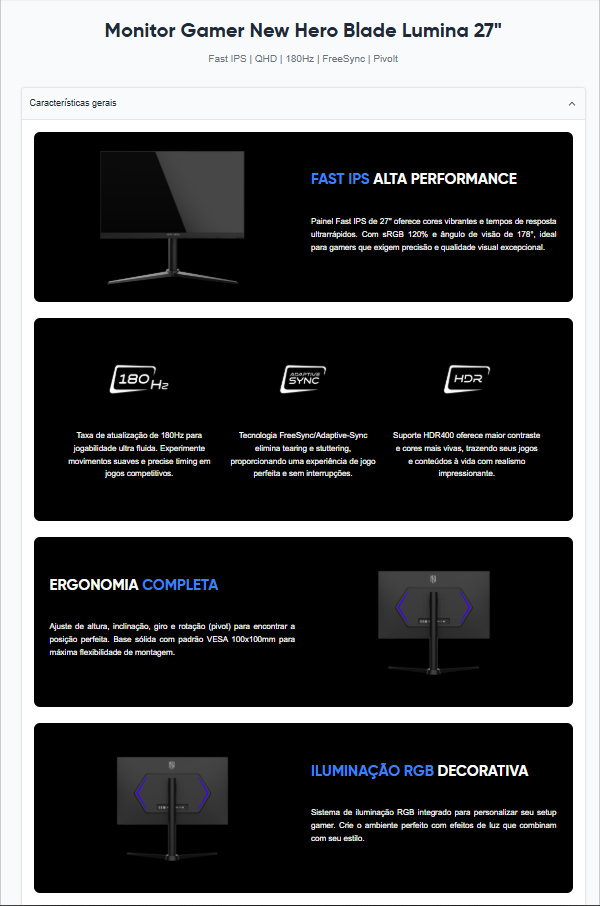 Monitor Gamer New Hero Blade Lumina 27"
Fast IPS | QHD | 180Hz | FreeSync | Pivolt
Características gerais
FAST IPS ALTA PERFORMANCE
Painel Fast IPS de 27" oferece cores vibrantes e tempos de resposta
ultrarrápidos. Com sRGB 120% e ângulo de visão de 178°, ideal
para gamers que exigem precisão e qualidade visual excepcional.
180Hz
ADAPTIVE
SYNC
HDR
Taxa de atualização de 180Hz para
jogabilidade ultra fluida. Experimente
movimentos suaves e precise timing em
jogos competitivos.
Tecnologia FreeSync/Adaptive-Sync
elimina tearing e stuttering,
proporcionando uma experiência de jogo
perfeita e sem interrupções.
Suporte HDR400 oferece maior contraste
e cores mais vivas, trazendo seus jogos
e conteúdos à vida com realismo
impressionante.
ERGONOMIA COMPLETA
Ajuste de altura, inclinação, giro e rotação (pivot) para encontrar a
posição perfeita. Base sólida com padrão VESA 100x100mm para
máxima flexibilidade de montagem.
ILUMINAÇÃO RGB DECORATIVA
Sistema de iluminação RGB integrado para personalizar seu setup
gamer. Crie o ambiente perfeito com efeitos de luz que combinam
com seu estilo.